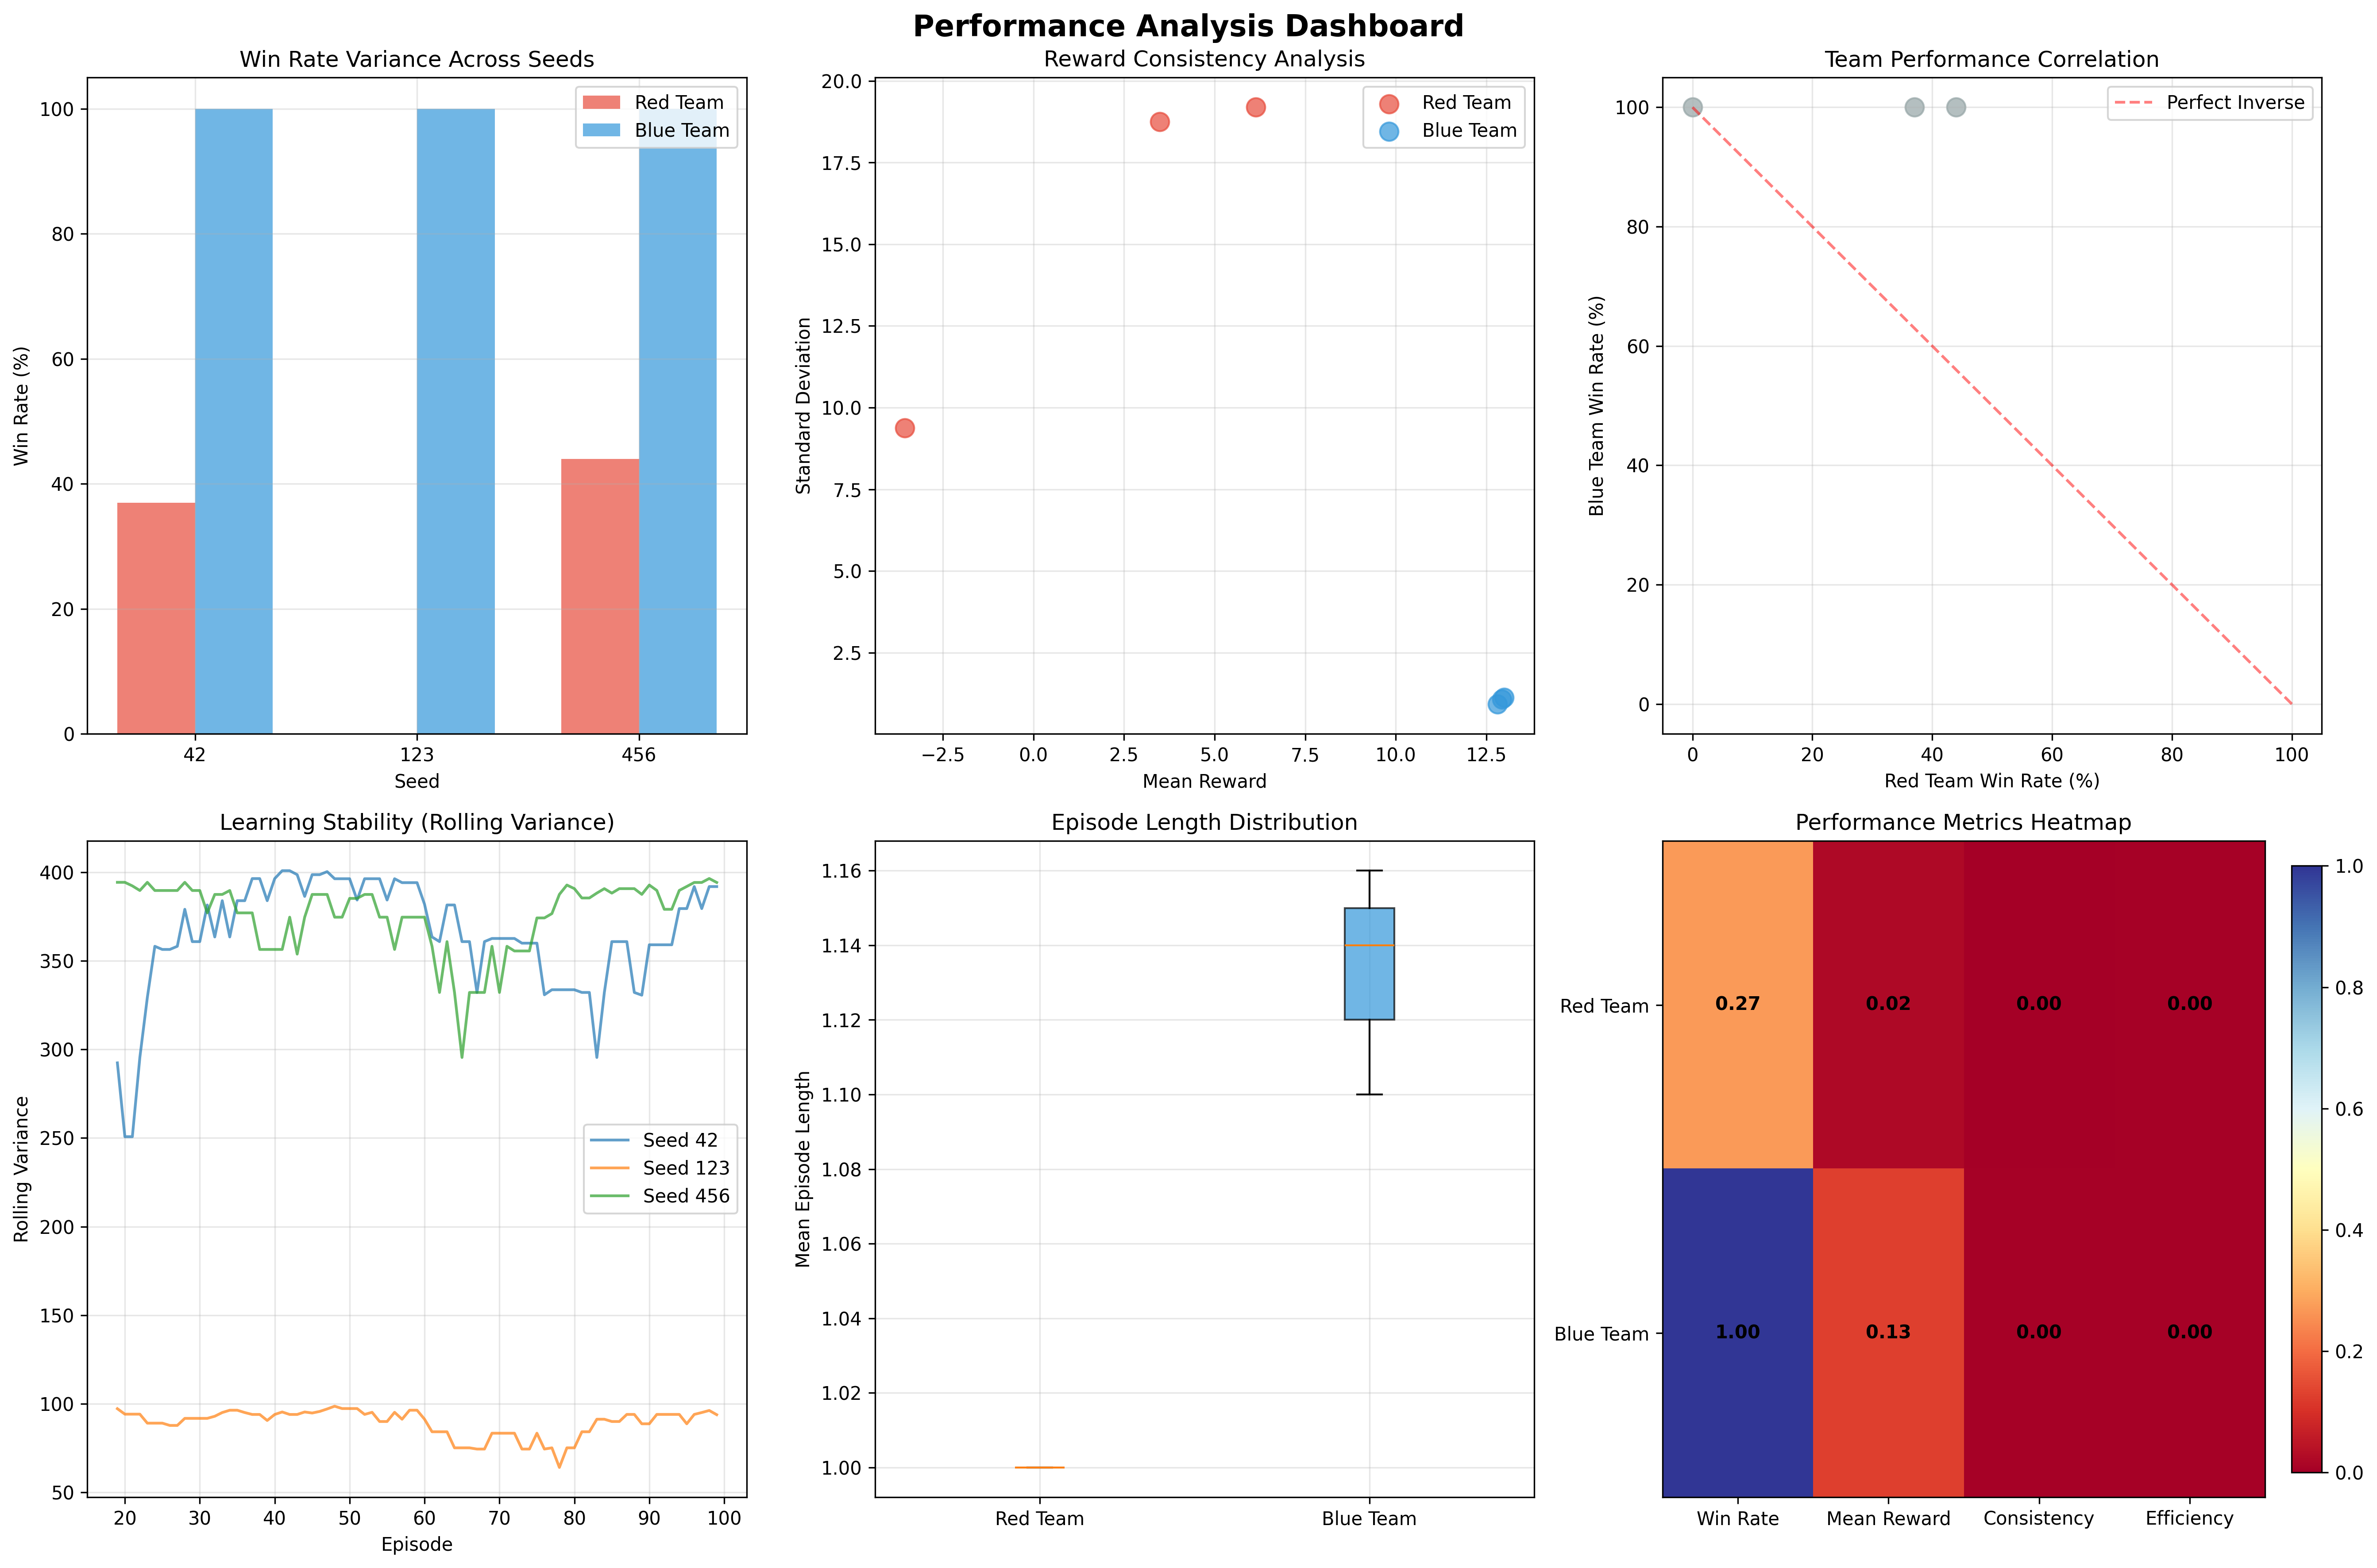 Performance Analysis Dashboard
Win Rate Variance Across Seeds
Win Rate (%)
100
80
60
40
20
0
Red Team
Blue Team
42
123
456
Seed
Reward Consistency Analysis
Standard Deviation
20.0
17.5
15.0
12.5
10.0
7.5
5.0
2.5
Red Team
Blue Team
−2.5
0.0
2.5
5.0
7.5
10.0
12.5
Mean Reward
Team Performance Correlation
Blue Team Win Rate (%)
100
80
60
40
20
0
Perfect Inverse
0
20
40
60
80
100
Red Team Win Rate (%)
Learning Stability (Rolling Variance)
Rolling Variance
400
350
300
250
200
150
100
50
Seed 42
Seed 123
Seed 456
20
30
40
50
60
70
80
90
100
Episode
Episode Length Distribution
Mean Episode Length
1.16
1.14
1.12
1.10
1.08
1.06
1.04
1.02
1.00
Red Team
Blue Team
Performance Metrics Heatmap
Red Team
0.27
0.02
0.00
0.00
Blue Team
1.00
0.13
0.00
0.00
Win Rate
Mean Reward
Consistency
Efficiency
1.0
0.8
0.6
0.4
0.2
0.0